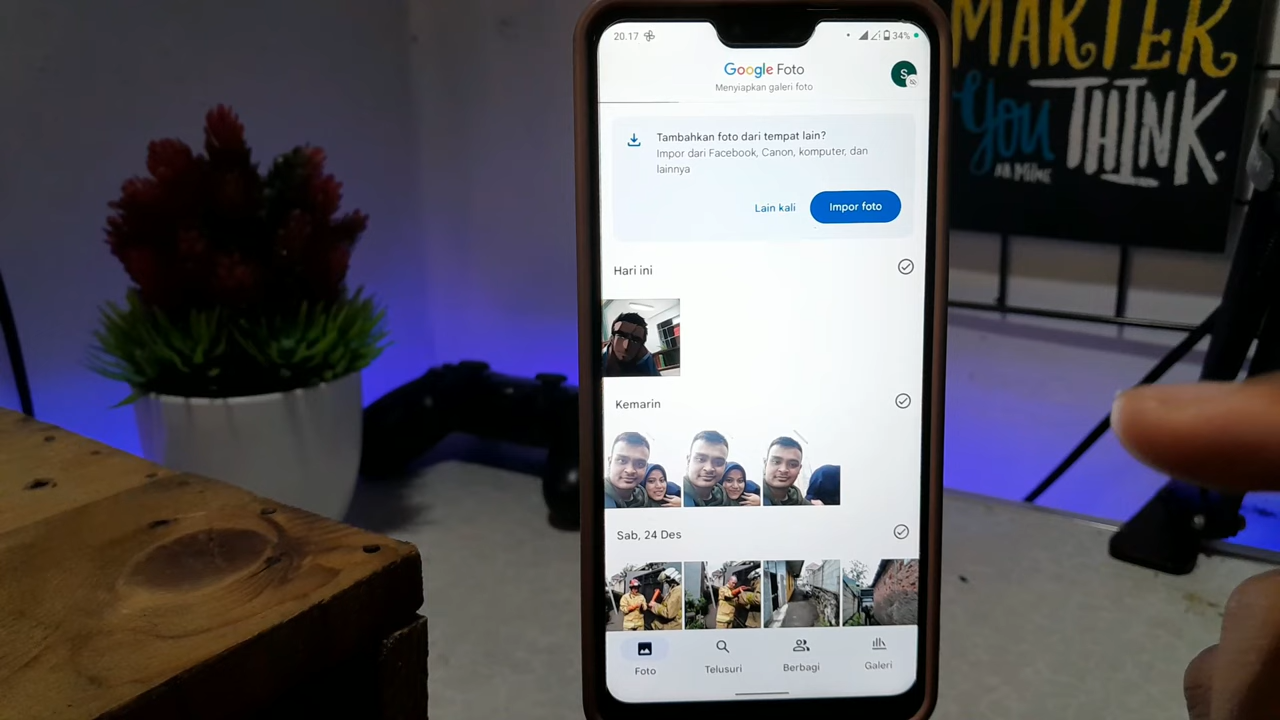 MARTER
You THINK.
20.17
34%
Google Foto
Menyiapkan galeri foto
S
Tambahkan foto dari tempat lain?
Impor dari Facebook, Canon, komputer, dan
lainnya
Lain kali
Impor foto
Hari ini
Kemarin
Sab, 24 Des
Foto
Telusuri
Berbagi
Galeri